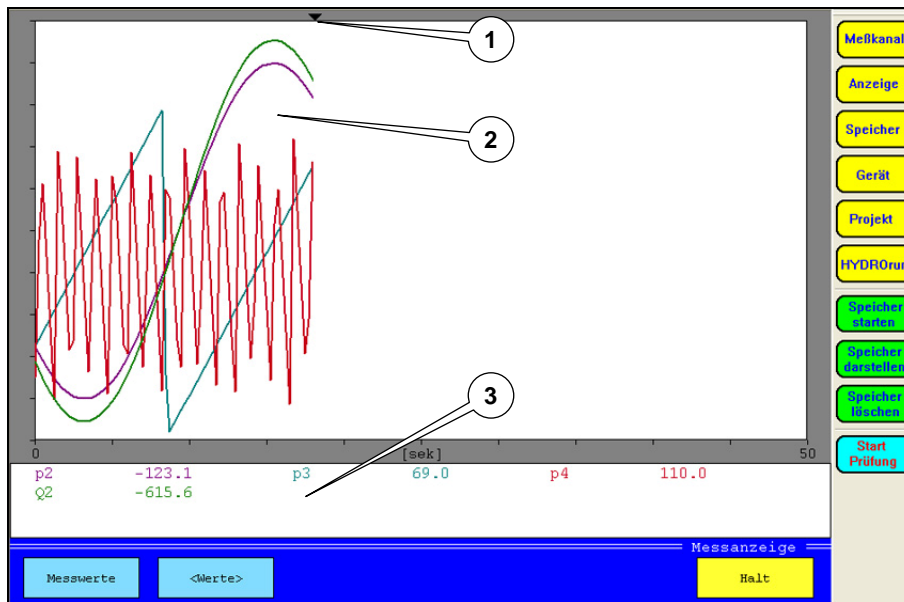 1
2
3
0 [sek] 50
p2 -123.1 p3 69.0 p4 110.0
Q2 -615.6
Messanzeige
Messwerte <Werte> Halt
Meßkanal
Anzeige
Speicher
Gerät
Projekt
HYDROrun
Speicher
starten
Speicher
darstellen
Speicher
löschen
Start
Prüfung